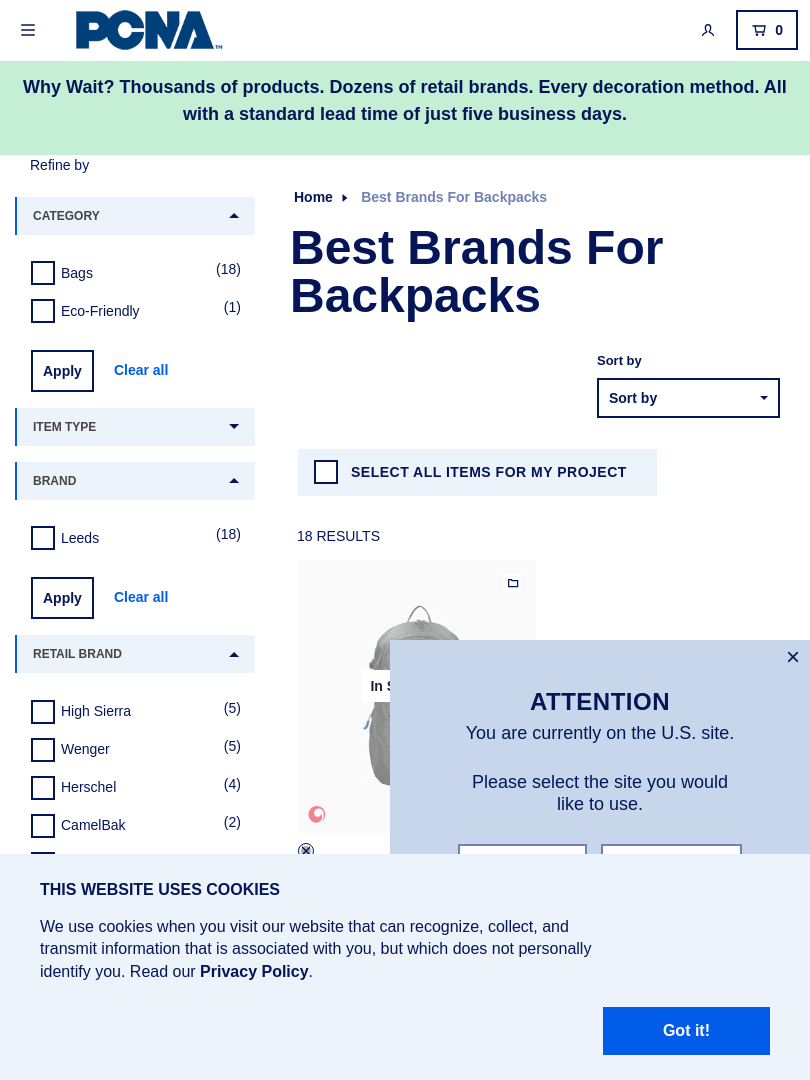 PCNA
TM
0
Why Wait? Thousands of products. Dozens of retail brands. Every decoration method. All
with a standard lead time of just five business days.
Refine by
Home
Best Brands For Backpacks
CATEGORY
Best Brands For
Backpacks
Bags
(18)
Eco-Friendly
(1)
Apply
Clear all
Sort by
Sort by
ITEM TYPE
BRAND
SELECT ALL ITEMS FOR MY PROJECT
Leeds
(18)
18 RESULTS
Apply
Clear all
RETAIL BRAND
In
High Sierra
(5)
Wenger
(5)
Herschel
(4)
CamelBak
(2)
ATTENTION
You are currently on the U.S. site.
Please select the site you would
like to use.
THIS WEBSITE USES COOKIES
We use cookies when you visit our website that can recognize, collect, and
transmit information that is associated with you, but which does not personally
identify you. Read our Privacy Policy.
Got it!